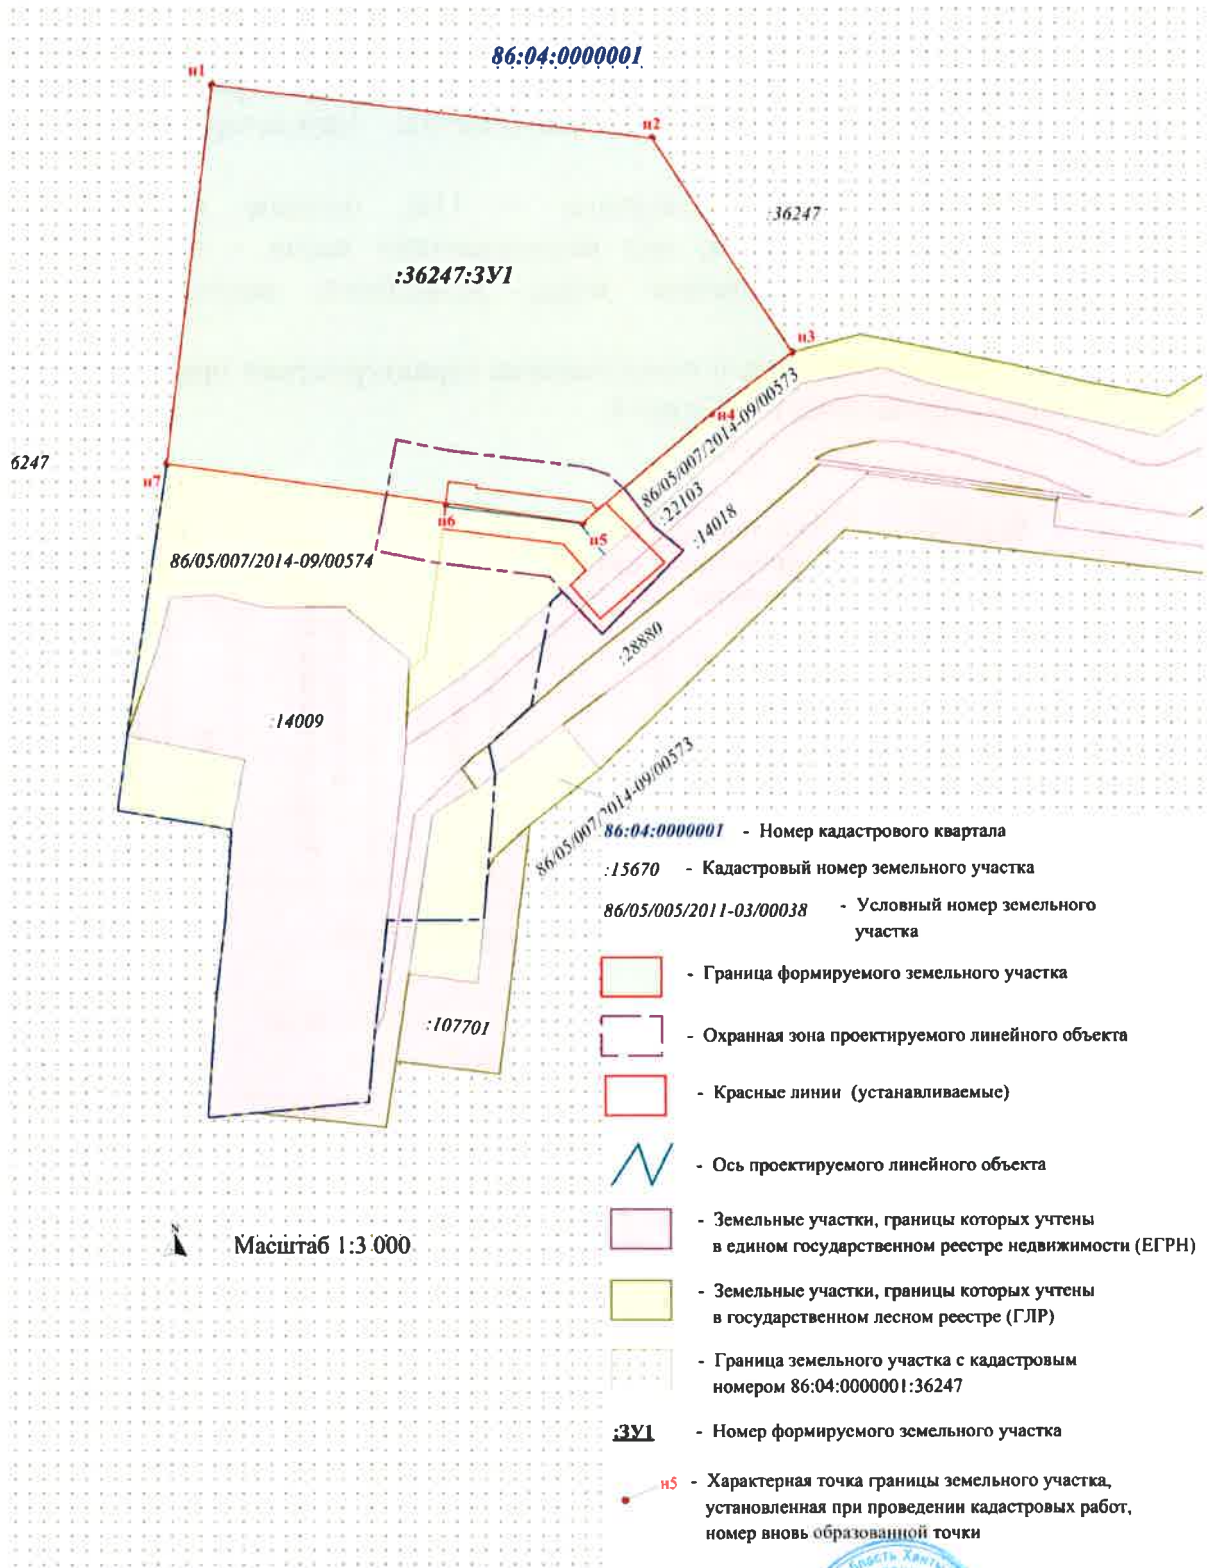 86:04:0000001
н1
н2
:36247
:36247:ЗУ1
н3
н4
86/05/007/2014-09/00573
6247
н7
:22103
н6
:14018
н5
86/05/007/2014-09/00574
:28880
:14009
86/05/007/2014-09/00573
:107701
86:04:0000001 - Номер кадастрового квартала
:15670 - Кадастровый номер земельного участка
86/05/005/2011-03/00038 - Условный номер земельного
участка
- Граница формируемого земельного участка
- Охранная зона проектируемого линейного объекта
- Красные линии (устанавливаемые)
- Ось проектируемого линейного объекта
N
Масштаб 1:3 000
- Земельные участки, границы которых учтены
в едином государственном реестре недвижимости (ЕГРН)
- Земельные участки, границы которых учтены
в государственном лесном реестре (ГЛР)
- Граница земельного участка с кадастровым
номером 86:04:0000001:36247
:ЗУ1 - Номер формируемого земельного участка
н5 - Характерная точка границы земельного участка,
установленная при проведении кадастровых работ,
номер вновь образованной точки